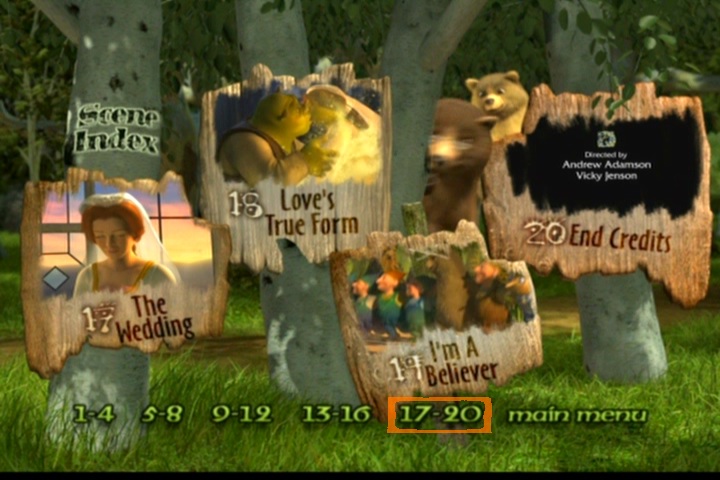 Scene
Index
17 The
Wedding
18 Love's
True Form
19 I'm A
Believer
Directed by
Andrew Adamson
Vicky Jenson
20 End Credits
1-4 5-8 9-12 13-16 17-20 main menu